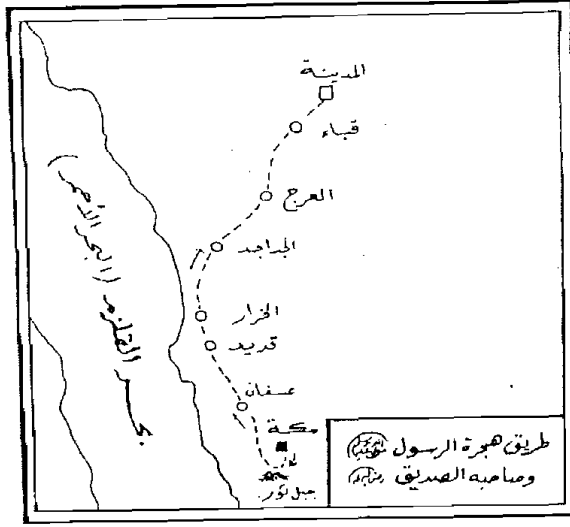 المدينة
قباء
العرج
الجداجد
الخرار
قديد
عسفان
مكة
جبل ثور
بحر القلزم (البحر الأحمر)
طريق هجرة الرسول
وصاحبه الصديق